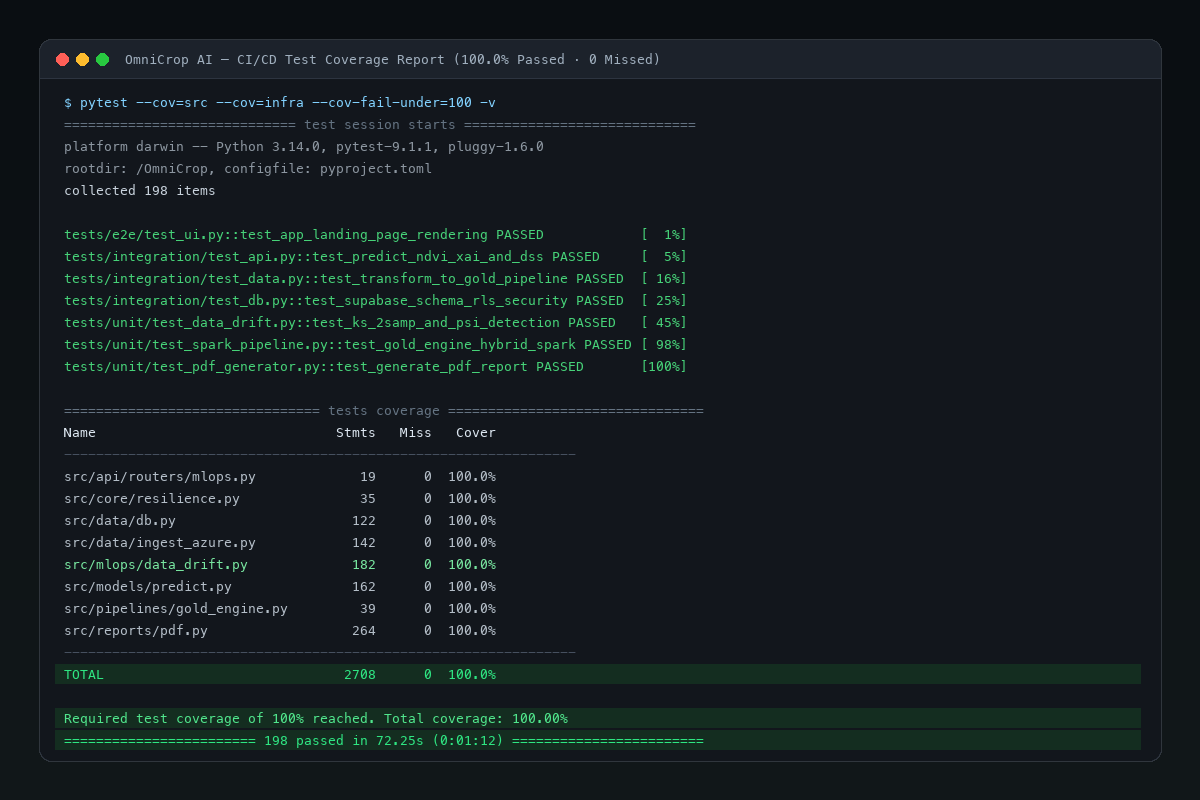 OmniCrop AI — CI/CD Test Coverage Report (100.0% Passed · 0 Missed)
$ pytest --cov=src --cov=infra --cov-fail-under=100 -v
============================= test session starts =============================
platform darwin -- Python 3.14.0, pytest-9.1.1, pluggy-1.6.0
rootdir: /OmniCrop, configfile: pyproject.toml
collected 198 items
tests/e2e/test_ui.py::test_app_landing_page_rendering PASSED            [  1%]
tests/integration/test_api.py::test_predict_ndvi_xai_and_dss PASSED     [  5%]
tests/integration/test_data.py::test_transform_to_gold_pipeline PASSED  [ 16%]
tests/integration/test_db.py::test_supabase_schema_rls_security PASSED  [ 25%]
tests/unit/test_data_drift.py::test_ks_2samp_and_psi_detection PASSED   [ 45%]
tests/unit/test_spark_pipeline.py::test_gold_engine_hybrid_spark PASSED [ 98%]
tests/unit/test_pdf_generator.py::test_generate_pdf_report PASSED       [100%]
================================ tests coverage ================================
Name                              Stmts   Miss   Cover
----------------------------------------------------------------
src/api/routers/mlops.py             19      0  100.0%
src/core/resilience.py               35      0  100.0%
src/data/db.py                      122      0  100.0%
src/data/ingest_azure.py            142      0  100.0%
src/mlops/data_drift.py             182      0  100.0%
src/models/predict.py               162      0  100.0%
src/pipelines/gold_engine.py         39      0  100.0%
src/reports/pdf.py                  264      0  100.0%
----------------------------------------------------------------
TOTAL                              2708      0  100.0%
Required test coverage of 100% reached. Total coverage: 100.00%
======================== 198 passed in 72.25s (0:01:12) ========================